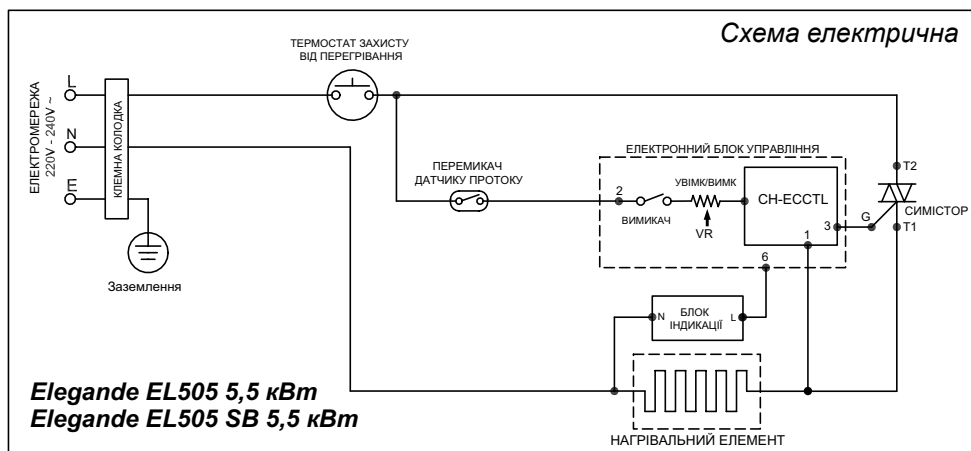 Схема електрична
ТЕРМОСТАТ ЗАХИСТУ
ВІД ПЕРЕГРІВАННЯ
ЕЛЕКТРОМЕРЕЖА
220V - 240V ~
L
N
E
КЛЕМНА КОЛОДКА
Заземлення
ПЕРЕМИКАЧ
ДАТЧИКУ ПРОТОКУ
ЕЛЕКТРОННИЙ БЛОК УПРАВЛІННЯ
2
ВИМИКАЧ
УВІМК/ВИМК
VR
CH-ECCTL
3
1
6
G
T2
СИМІСТОР
T1
N
БЛОК
ІНДИКАЦІЇ
L
НАГРІВАЛЬНИЙ ЕЛЕМЕНТ
Elegande EL505 5,5 кВт
Elegande EL505 SB 5,5 кВт